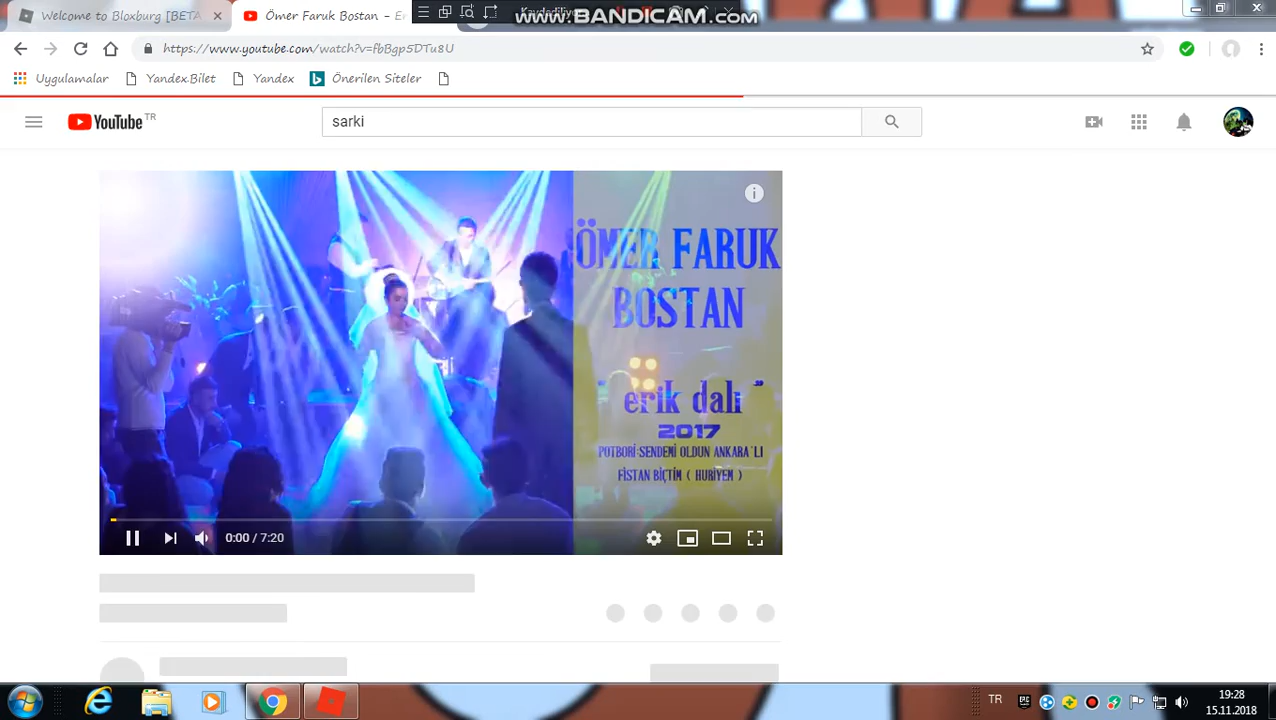 Welcome to Bloxburg [BETA
Ömer Faruk Bostan - E
www.BANDICAM.com
https://www.youtube.com/watch?v=fbBgpSDTu8U
Uygulamalar
Yandex.Bilet
Yandex
Önerilen Siteler
YouTube TR
sarki
ÖMER FARUK
BOSTAN
" erik dalı "
2017
POTBORİ:SENDEMİ OLDUN ANKARA'LI
FİSTAN BİÇTİM ( HURİYEM )
0:00 / 7:20
TR
19:28
15.11.2018